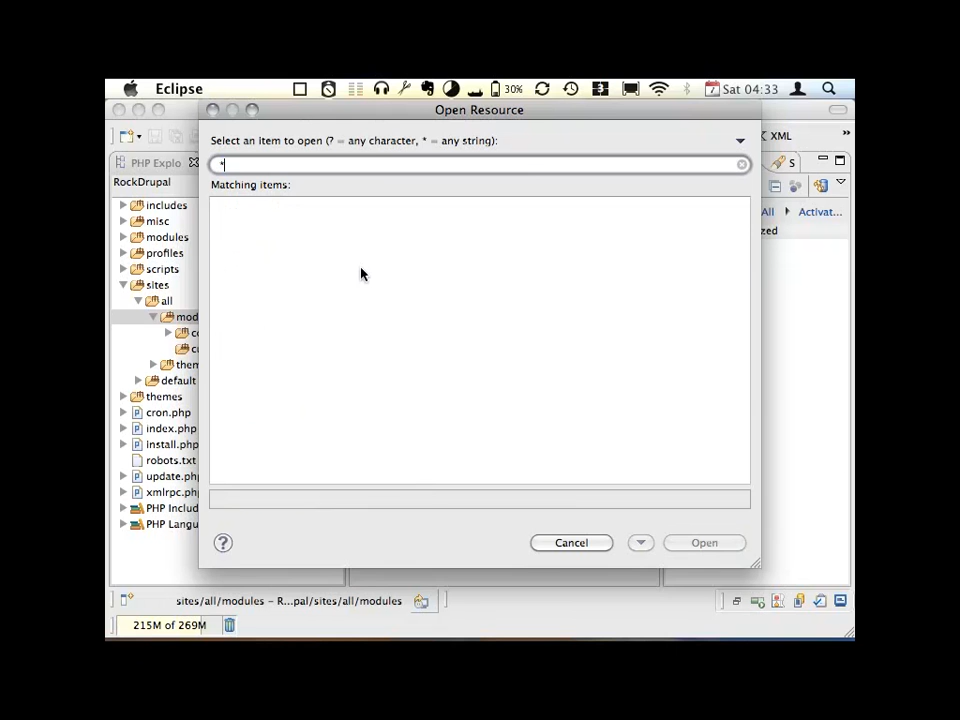 Eclipse
30%
Sat 04:33
Open Resource
Select an item to open (? = any character, * = any string):
XML
»
PHP Explo
S
*
RockDrupal
Matching items:
includes
misc
modules
profiles
scripts
sites
all
mod
them
default
themes
cron.php
index.php
install.php
robots.txt
update.php
xmlrpc.php
PHP Includ
PHP Langu
All
Activat...
zed
?
Cancel
Open
sites/all/modules – R...pal/sites/all/modules
215M of 269M